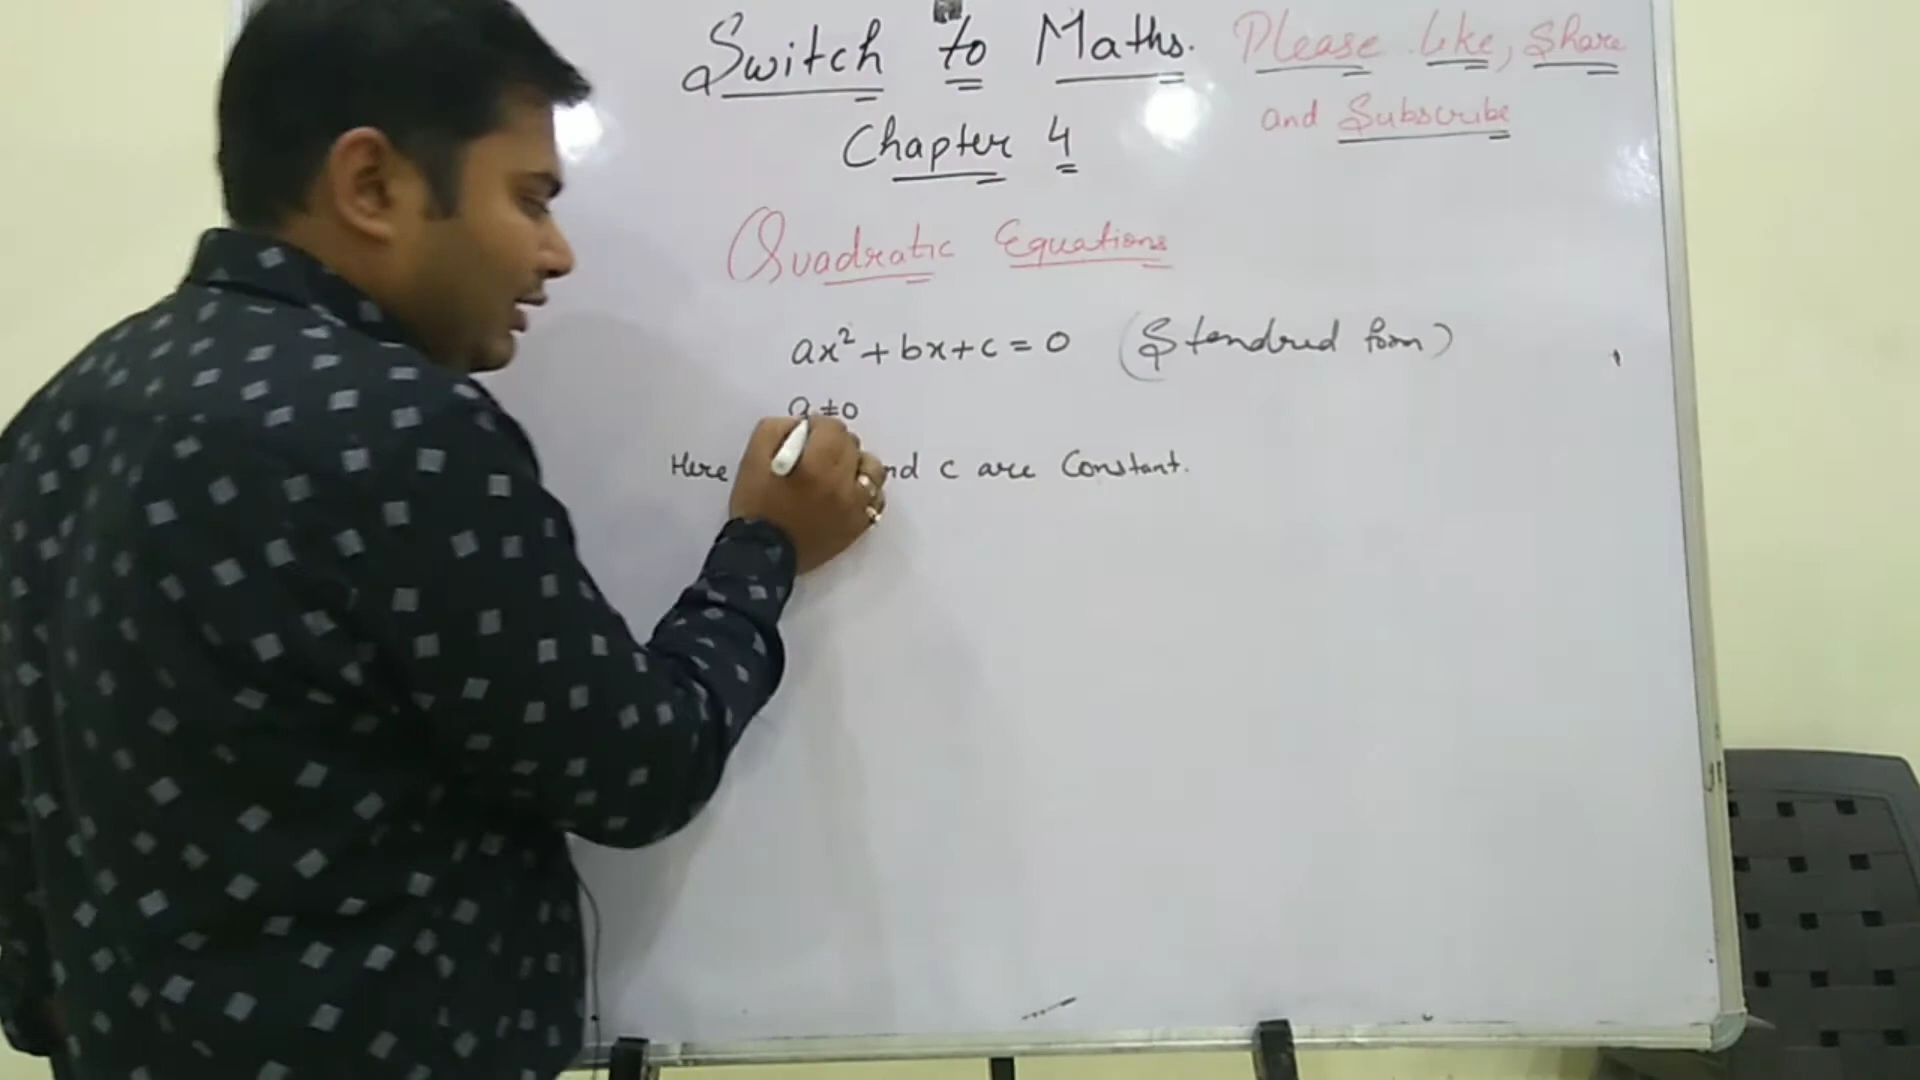 Switch to Maths. Please Like, Share
and Subscribe
Chapter 4
Quadratic Equations
ax² + bx + c = 0 (Standred form)
a ≠ 0
Here c are Constant.